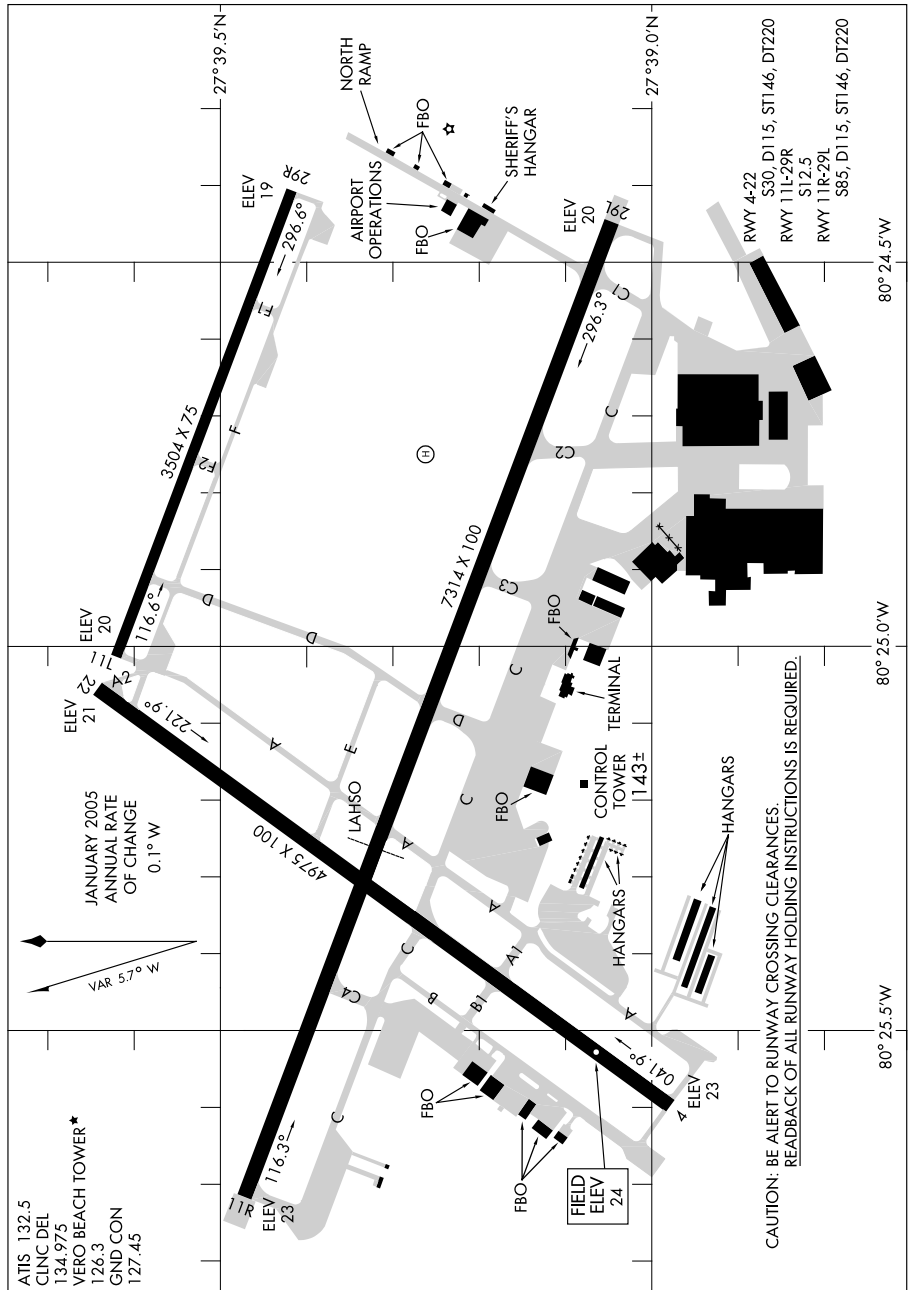 ATIS 132.5
CLNC DEL
134.975
VERO BEACH TOWER★
126.3
GND CON
127.45
VAR 5.7° W
JANUARY 2005
ANNUAL RATE
OF CHANGE
0.1° W
27°39.5'N
27°39.0'N
80°24.5'W
80°25.0'W
80°25.5'W
ELEV
21
22
A2
221.9°
ELEV
20
11L
116.6°
3504 X 75
ELEV
19
29R
296.6°
F1
F
F2
D
D
D
A
E
A
LAHSO
4975 X 100
7314 X 100
H
NORTH
RAMP
FBO
AIRPORT
OPERATIONS
FBO
SHERIFF'S
HANGAR
ELEV
20
29L
296.3°
C1
C
C2
C3
C
C
C
C4
C
11R
ELEV
23
116.3°
B
B1
A1
A
A
FBO
FBO
FBO
FBO
TERMINAL
CONTROL
TOWER
143±
HANGARS
HANGARS
FIELD
ELEV
24
041.9°
4
ELEV
23
RWY 4-22
S30, D115, ST146, DT220
RWY 11L-29R
S12.5
RWY 11R-29L
S85, D115, ST146, DT220
CAUTION: BE ALERT TO RUNWAY CROSSING CLEARANCES.
READBACK OF ALL RUNWAY HOLDING INSTRUCTIONS IS REQUIRED.